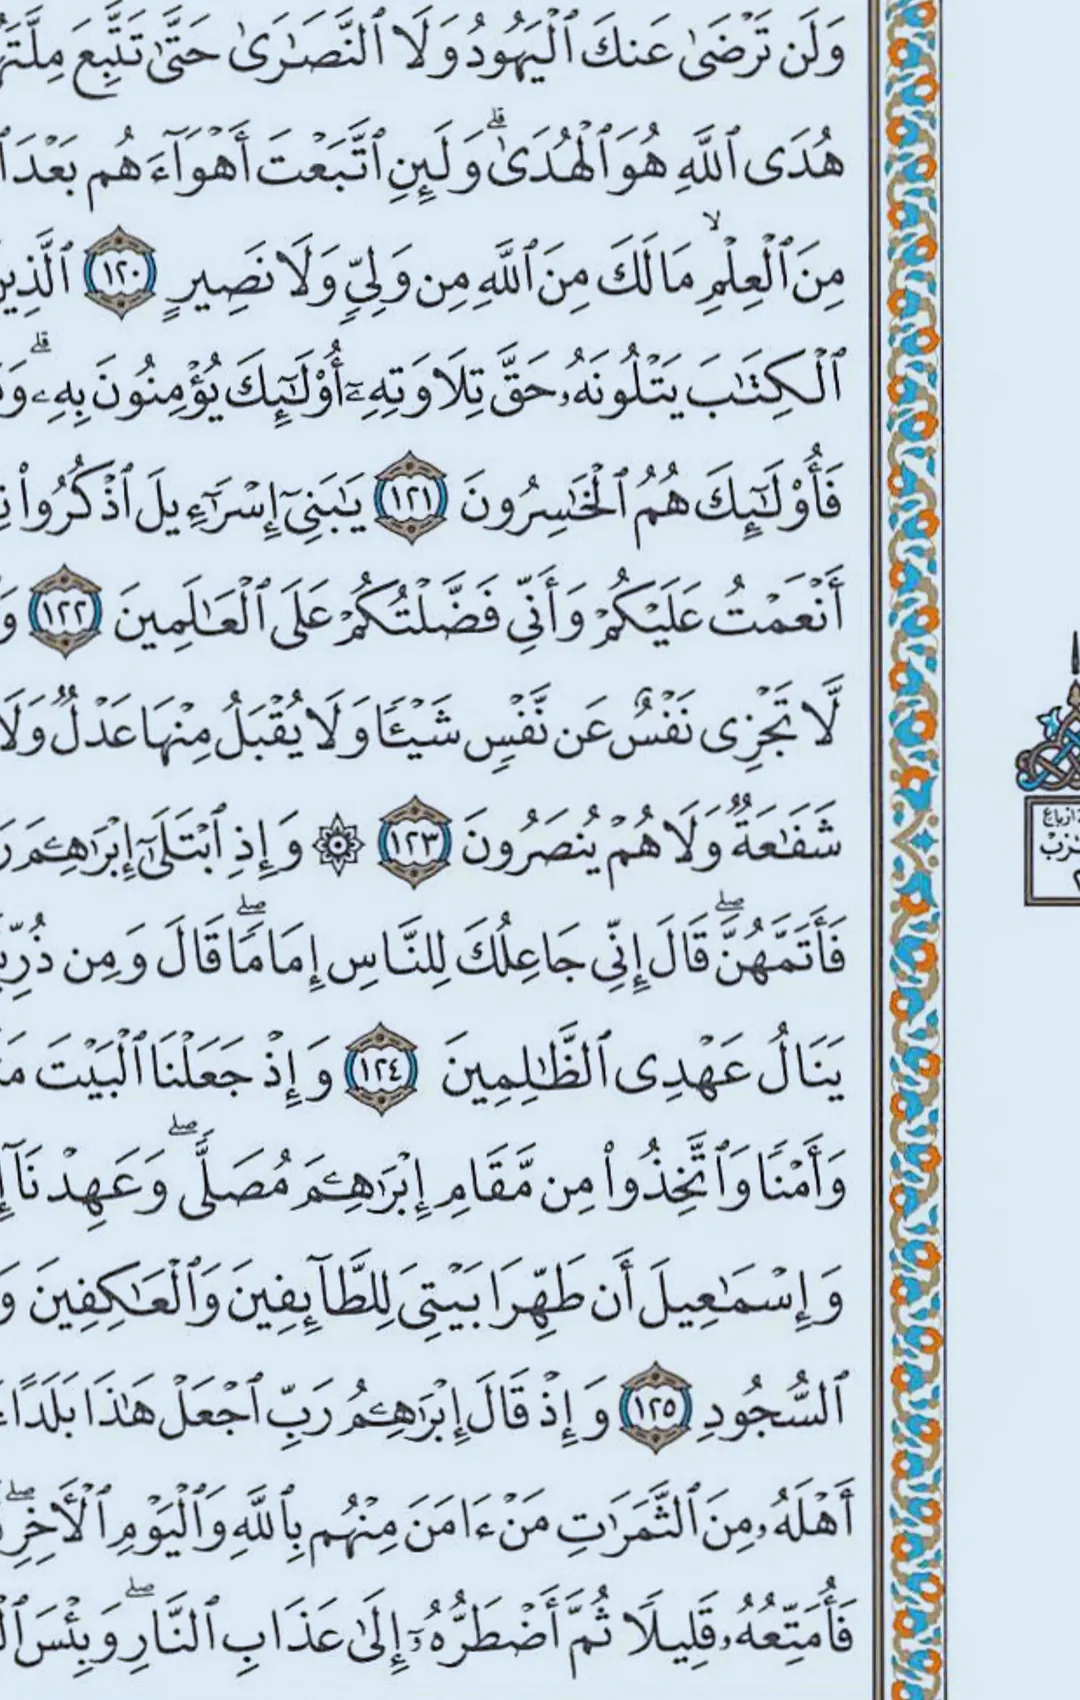 وَلَن تَرْضَىٰ عَنكَ ٱلْيَهُودُ وَلَا ٱلنَّصَٰرَىٰ حَتَّىٰ تَتَّبِعَ
هُدَى ٱللَّهِ هُوَ ٱلْهُدَىٰ ۗ وَلَئِنِ ٱتَّبَعْتَ أَهْوَآءَهُم بَعْدَ
مِنَ ٱلْعِلْمِ ۙ مَا لَكَ مِنَ ٱللَّهِ مِن وَلِىٍّ وَلَا نَصِيرٍ ١٢٠
ٱلْكِتَٰبَ يَتْلُونَهُۥ حَقَّ تِلَاوَتِهِۦٓ أُو۟لَٰٓئِكَ يُؤْمِنُونَ بِهِۦ ۗ
فَأُو۟لَٰٓئِكَ هُمُ ٱلْخَٰسِرُونَ ١٢١ يَٰبَنِىٓ إِسْرَٰٓءِيلَ ٱذْكُرُوا۟
أَنْعَمْتُ عَلَيْكُمْ وَأَنِّى فَضَّلْتُكُمْ عَلَى ٱلْعَٰلَمِينَ ١٢٢
لَّا تَجْزِى نَفْسٌ عَن نَّفْسٍ شَيْـًٔا وَلَا يُقْبَلُ مِنْهَا عَدْلٌ وَلَا
شَفَٰعَةٌ وَلَا هُمْ يُنصَرُونَ ١٢٣ ۞ وَإِذِ ٱبْتَلَىٰٓ إِبْرَٰهِـۧمَ
فَأَتَمَّهُنَّ ۖ قَالَ إِنِّى جَاعِلُكَ لِلنَّاسِ إِمَامًا ۖ قَالَ وَمِن
يَنَالُ عَهْدِى ٱلظَّٰلِمِينَ ١٢٤ وَإِذْ جَعَلْنَا ٱلْبَيْتَ
وَأَمْنًا وَٱتَّخِذُوا۟ مِن مَّقَامِ إِبْرَٰهِـۧمَ مُصَلًّى ۖ وَعَهِدْنَآ
وَإِسْمَٰعِيلَ أَن طَهِّرَا بَيْتِىَ لِلطَّآئِفِينَ وَٱلْعَٰكِفِينَ
ٱلسُّجُودِ ١٢٥ وَإِذْ قَالَ إِبْرَٰهِـۧمُ رَبِّ ٱجْعَلْ هَٰذَا بَلَدًا
أَهْلَهُۥ مِنَ ٱلثَّمَرَٰتِ مَنْ ءَامَنَ مِنْهُم بِٱللَّهِ وَٱلْيَوْمِ ٱلْـَٔاخِرِ ۖ
فَأُمَتِّعُهُۥ قَلِيلًا ثُمَّ أَضْطَرُّهُۥٓ إِلَىٰ عَذَابِ ٱلنَّارِ ۖ وَبِئْسَ